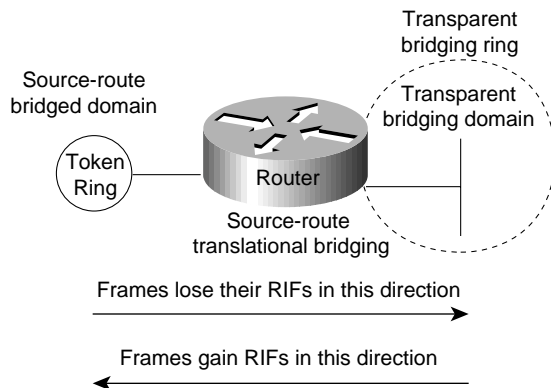 Transparent
bridging ring
Source-route
bridged domain
Transparent
bridging domain
Token
Ring
Router
Source-route
translational bridging
Frames lose their RIFs in this direction
Frames gain RIFs in this direction